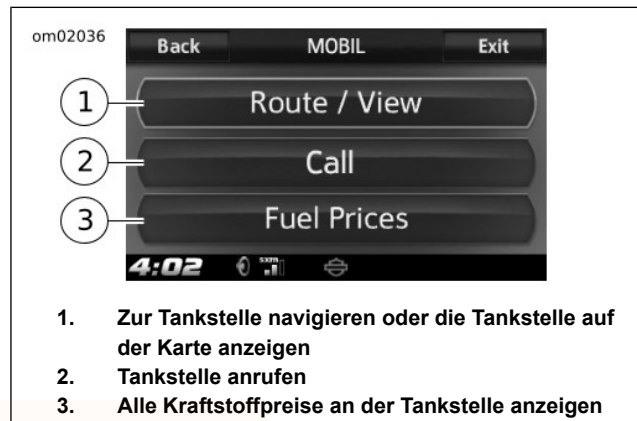 om02036
Back MOBIL Exit
1 Route / View
2 Call
3 Fuel Prices
4:02 sxm
1. Zur Tankstelle navigieren oder die Tankstelle auf
der Karte anzeigen
2. Tankstelle anrufen
3. Alle Kraftstoffpreise an der Tankstelle anzeigen